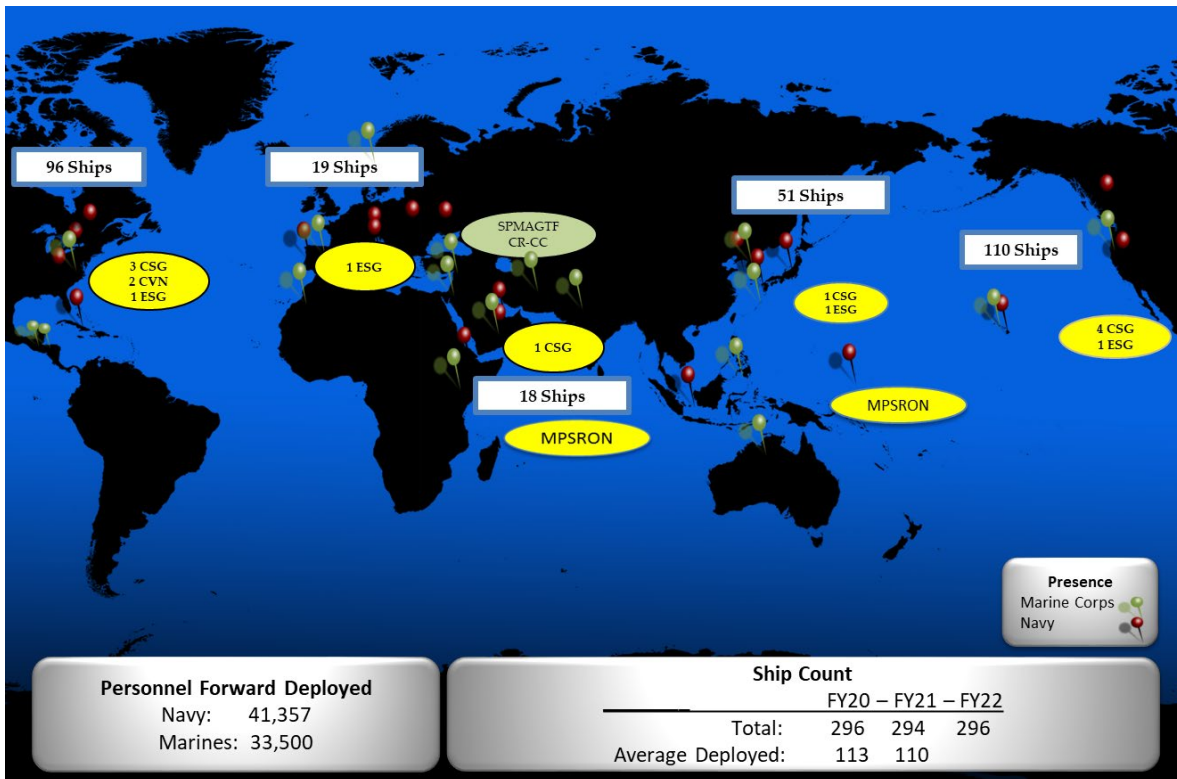 96 Ships
19 Ships
51 Ships
SPMAGTF
CR-CC
110 Ships
3 CSG
2 CVN
1 ESG
1 ESG
1 CSG
1 ESG
4 CSG
1 ESG
1 CSG
18 Ships
MPSRON
MPSRON
Presence
Marine Corps
Navy
Personnel Forward Deployed
Navy: 41,357
Marines: 33,500
Ship Count
FY20 – FY21 – FY22
Total: 296 294 296
Average Deployed: 113 110